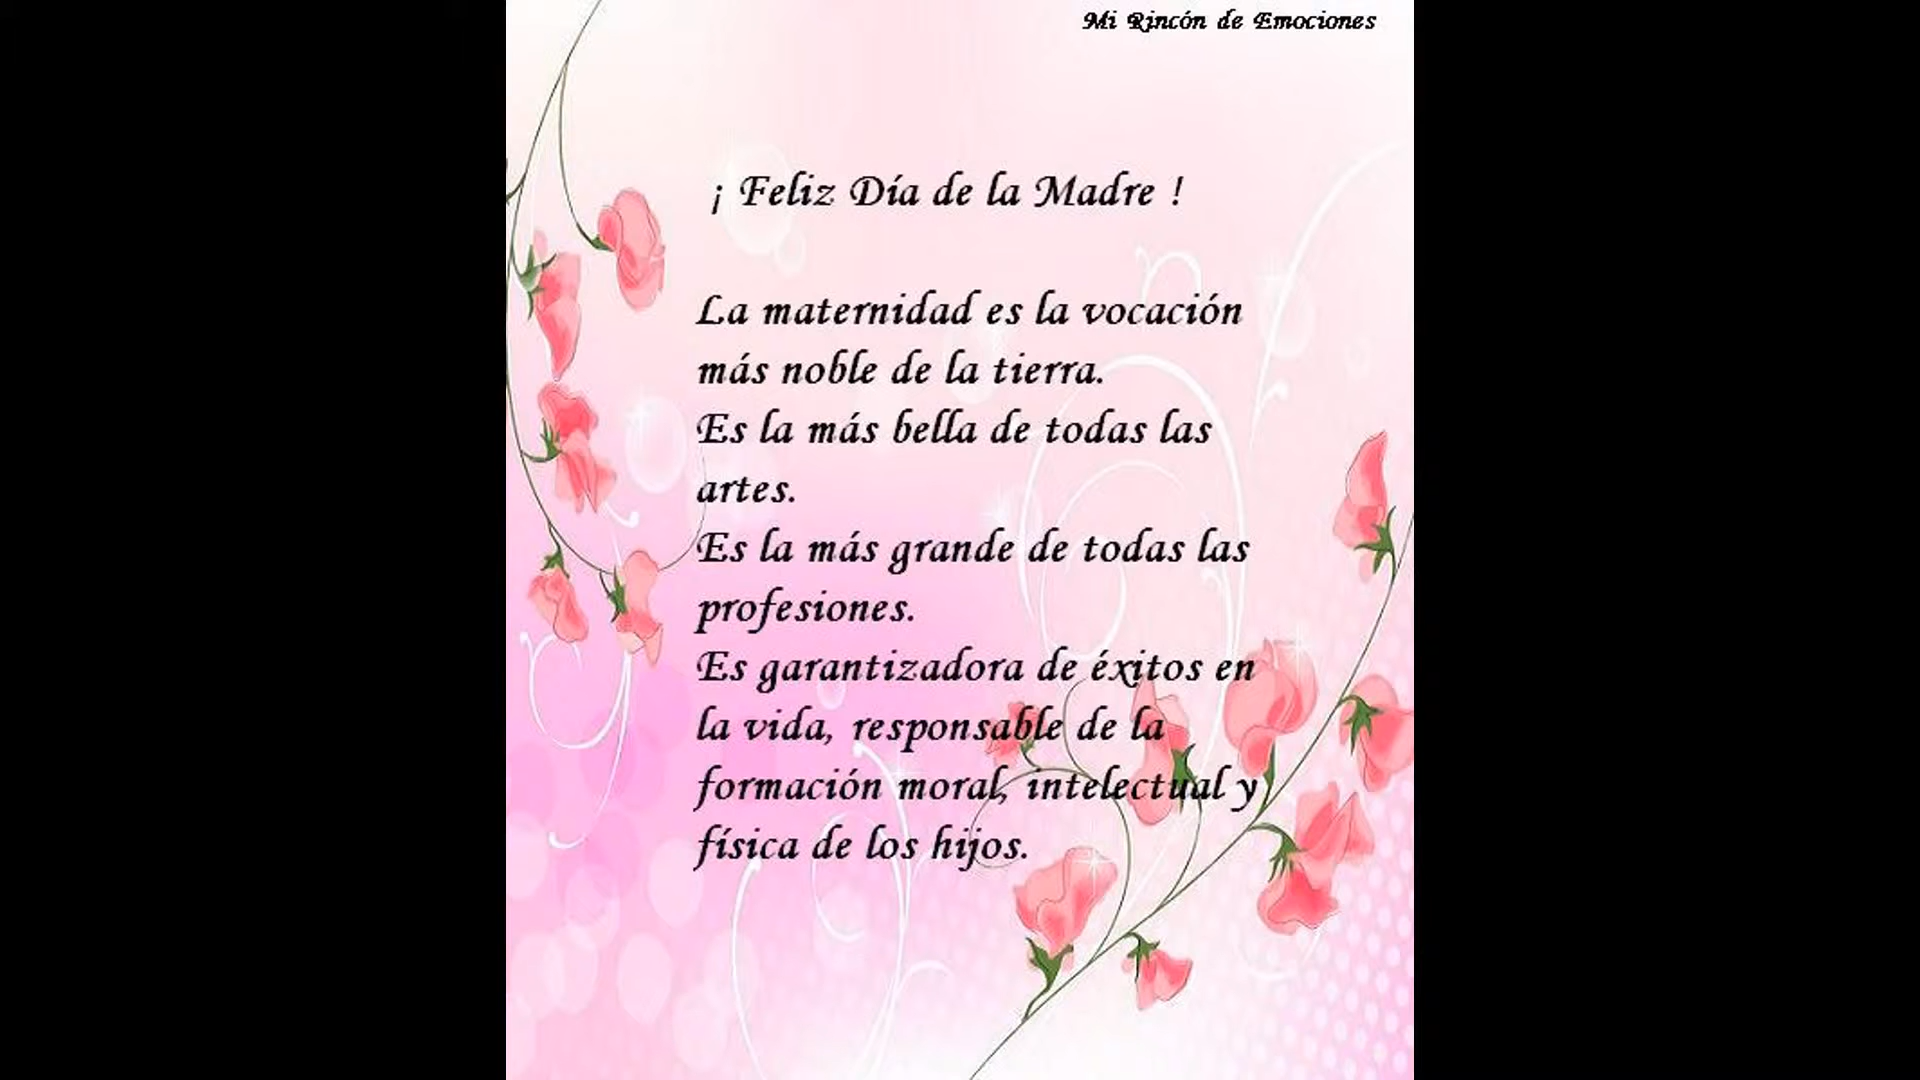 Mi Rincón de Emociones
¡ Feliz Día de la Madre !
La maternidad es la vocación
más noble de la tierra.
Es la más bella de todas las
artes.
Es la más grande de todas las
profesiones.
Es garantizadora de éxitos en
la vida, responsable de la
formación moral, intelectual y
física de los hijos.